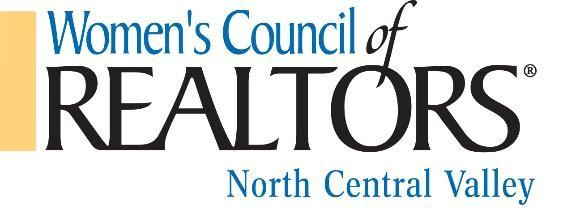 Women's Council of
REALTORS®
North Central Valley